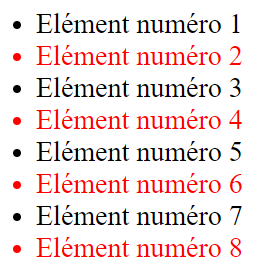 Elément numéro 1
Elément numéro 2
Elément numéro 3
Elément numéro 4
Elément numéro 5
Elément numéro 6
Elément numéro 7
Elément numéro 8